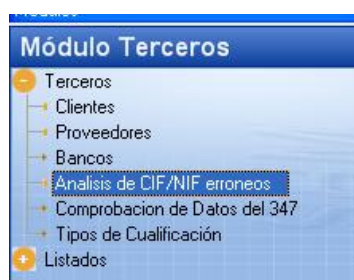 Módulo Terceros
Terceros
Clientes
Proveedores
Bancos
Analisis de CIF/NIF erroneos
Comprobacion de Datos del 347
Tipos de Cualificación
Listados